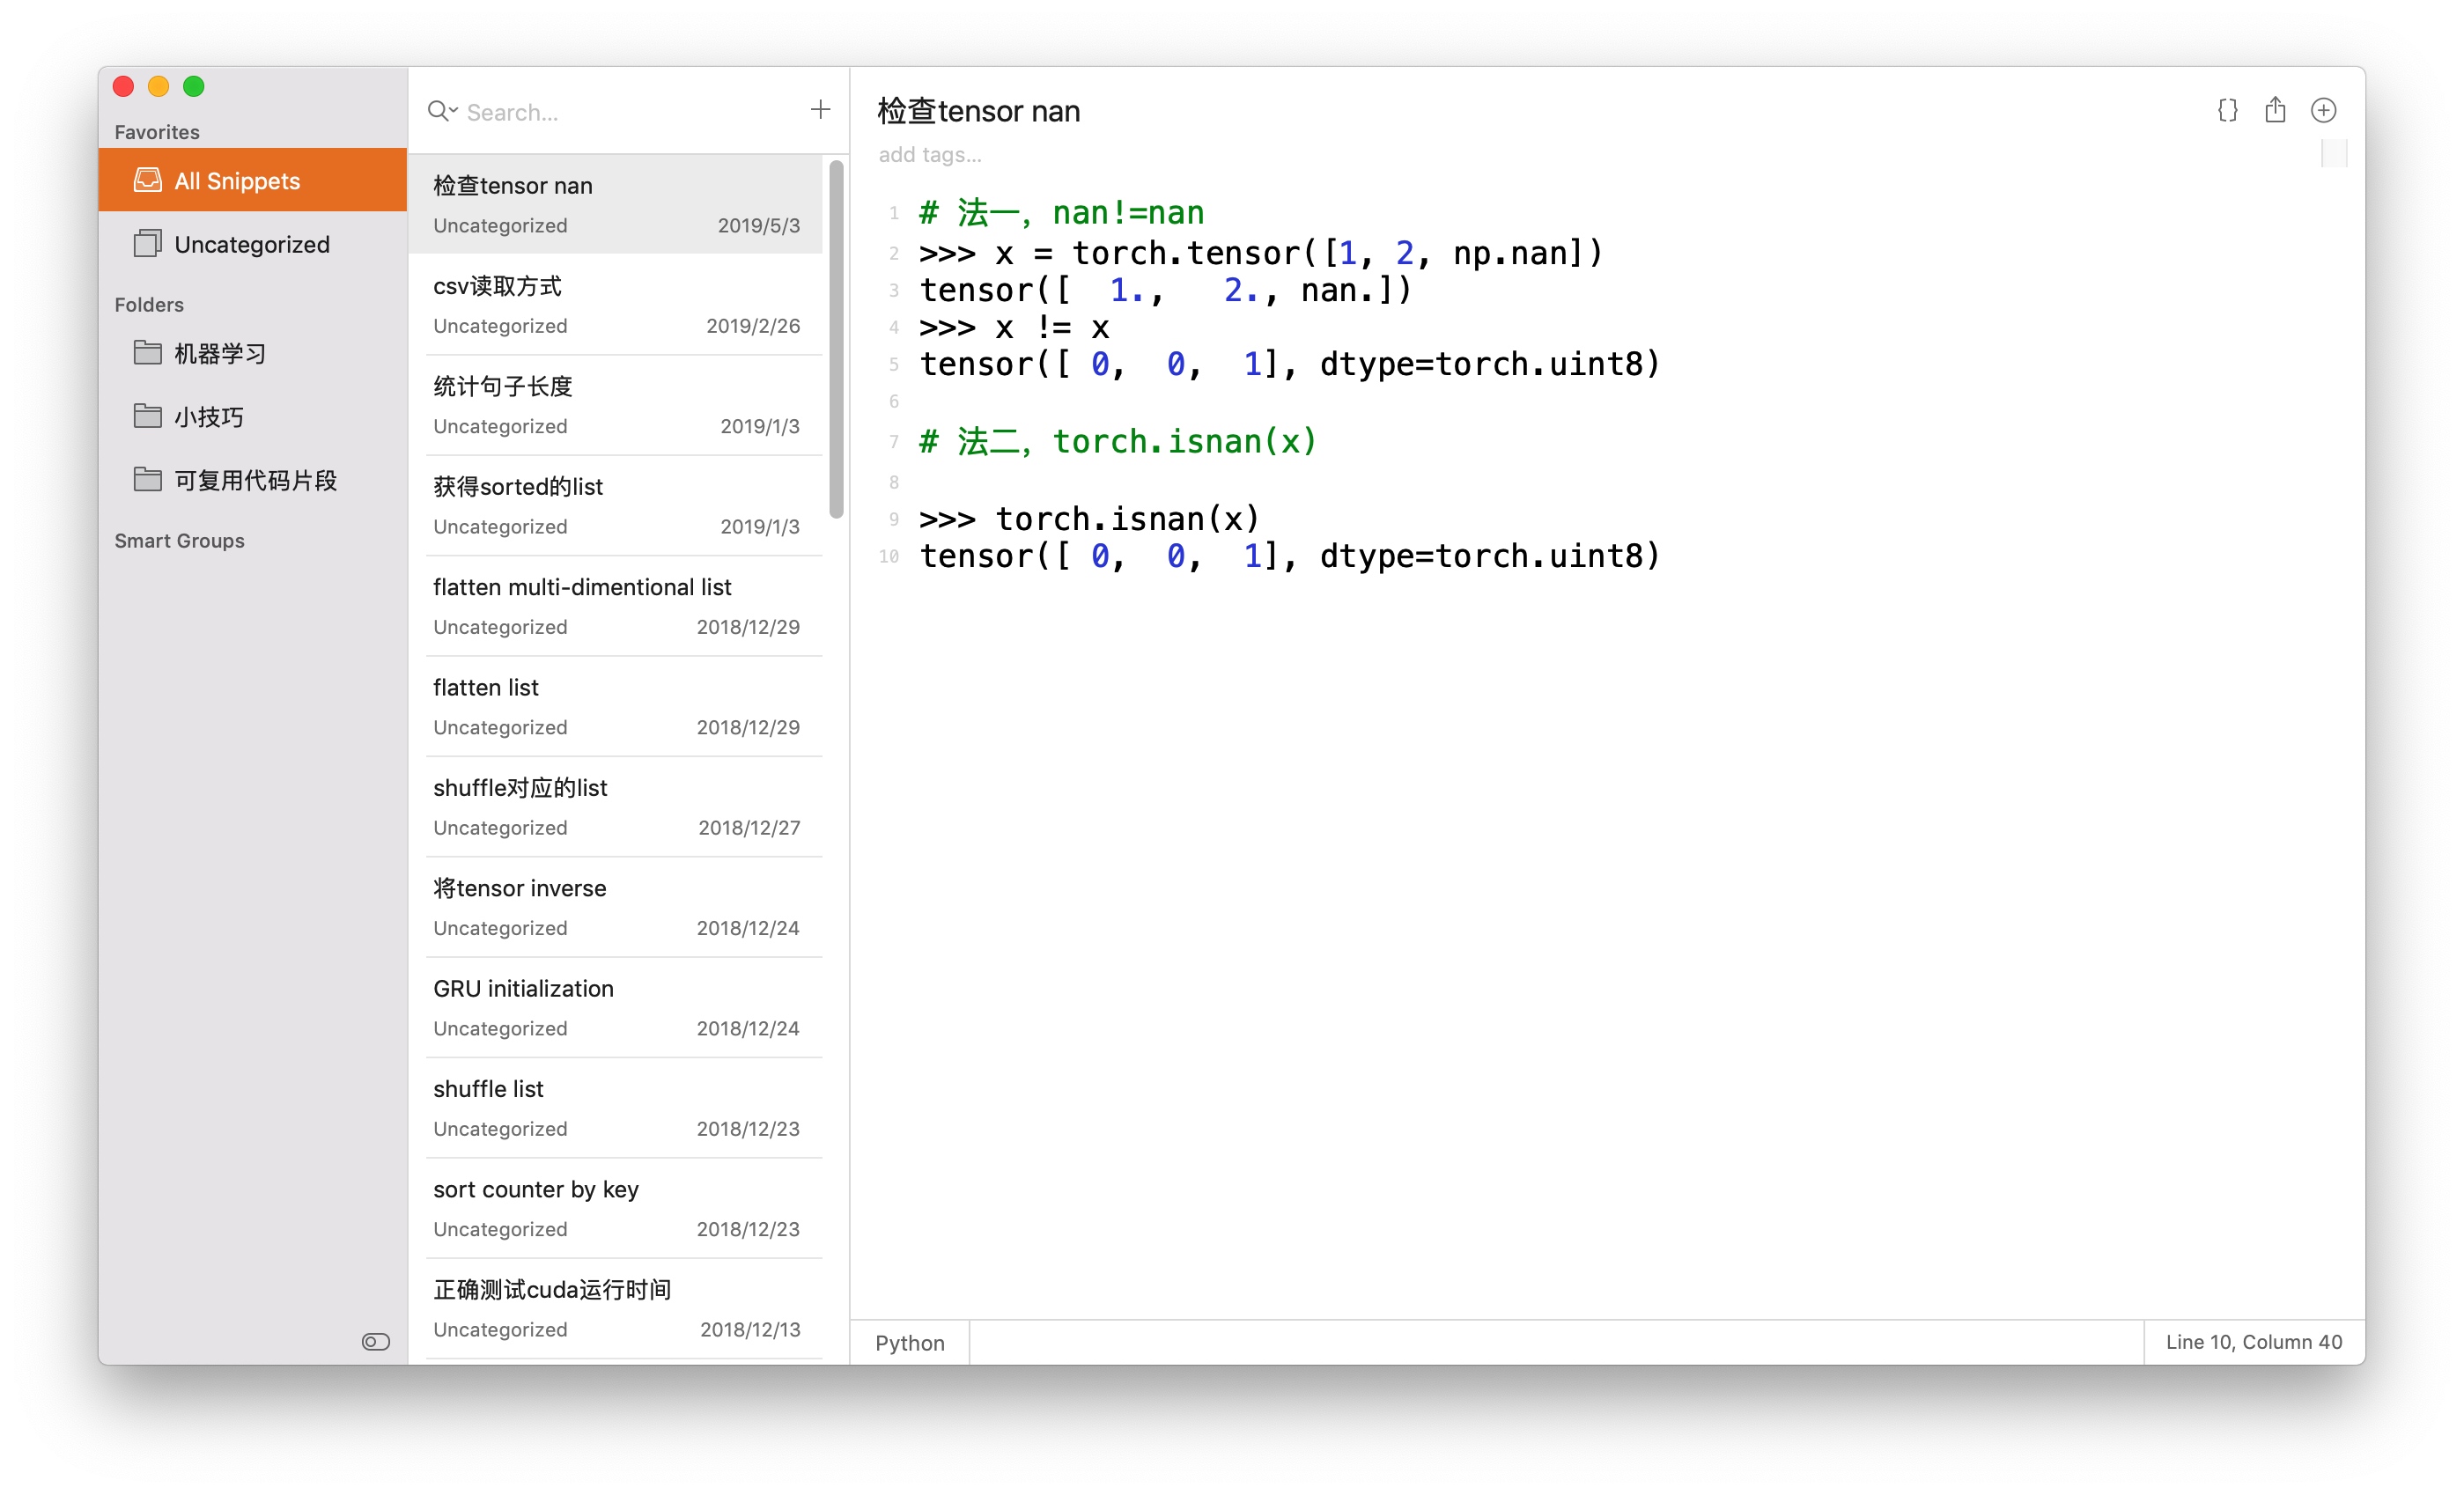 Favorites
All Snippets
Uncategorized
Folders
机器学习
小技巧
可复用代码片段
Smart Groups
Search...
检查tensor nan
Uncategorized 2019/5/3
csv读取方式
Uncategorized 2019/2/26
统计句子长度
Uncategorized 2019/1/3
获得sorted的list
Uncategorized 2019/1/3
flatten multi-dimentional list
Uncategorized 2018/12/29
flatten list
Uncategorized 2018/12/29
shuffle对应的list
Uncategorized 2018/12/27
将tensor inverse
Uncategorized 2018/12/24
GRU initialization
Uncategorized 2018/12/24
shuffle list
Uncategorized 2018/12/23
sort counter by key
Uncategorized 2018/12/23
正确测试cuda运行时间
Uncategorized 2018/12/13
检查tensor nan
add tags...
1 # 法一，nan!=nan
2 >>> x = torch.tensor([1, 2, np.nan])
3 tensor([  1.,   2., nan.])
4 >>> x != x
5 tensor([ 0,  0,  1], dtype=torch.uint8)
6
7 # 法二，torch.isnan(x)
8
9 >>> torch.isnan(x)
10 tensor([ 0,  0,  1], dtype=torch.uint8)
Python
Line 10, Column 40